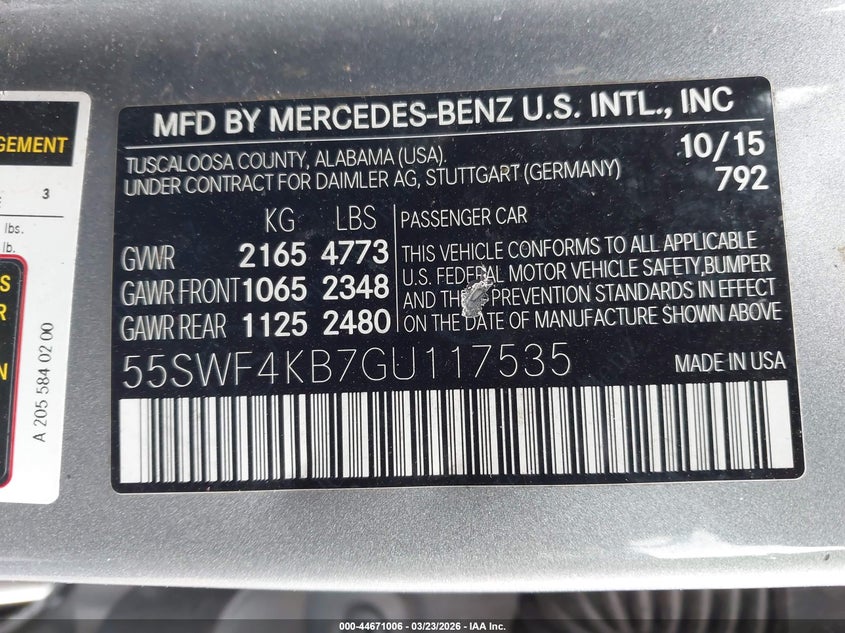 GEMENT
3
lbs.
lb.
S
R
N
A 205 584 02 00
MFD BY MERCEDES-BENZ U.S. INTL., INC
TUSCALOOSA COUNTY, ALABAMA (USA). 10/15
UNDER CONTRACT FOR DAIMLER AG, STUTTGART (GERMANY) 792
KG LBS PASSENGER CAR
GVWR 2165 4773
GAWR FRONT 1065 2348
GAWR REAR 1125 2480
THIS VEHICLE CONFORMS TO ALL APPLICABLE
U.S. FEDERAL MOTOR VEHICLE SAFETY, BUMPER
AND PREVENTION STANDARDS IN EFFECT
ON THE DATE OF MANUFACTURE SHOWN ABOVE
55SWF4KB7GU117535 MADE IN USA
000-44671006 | 03/23/2026 | IAA Inc.